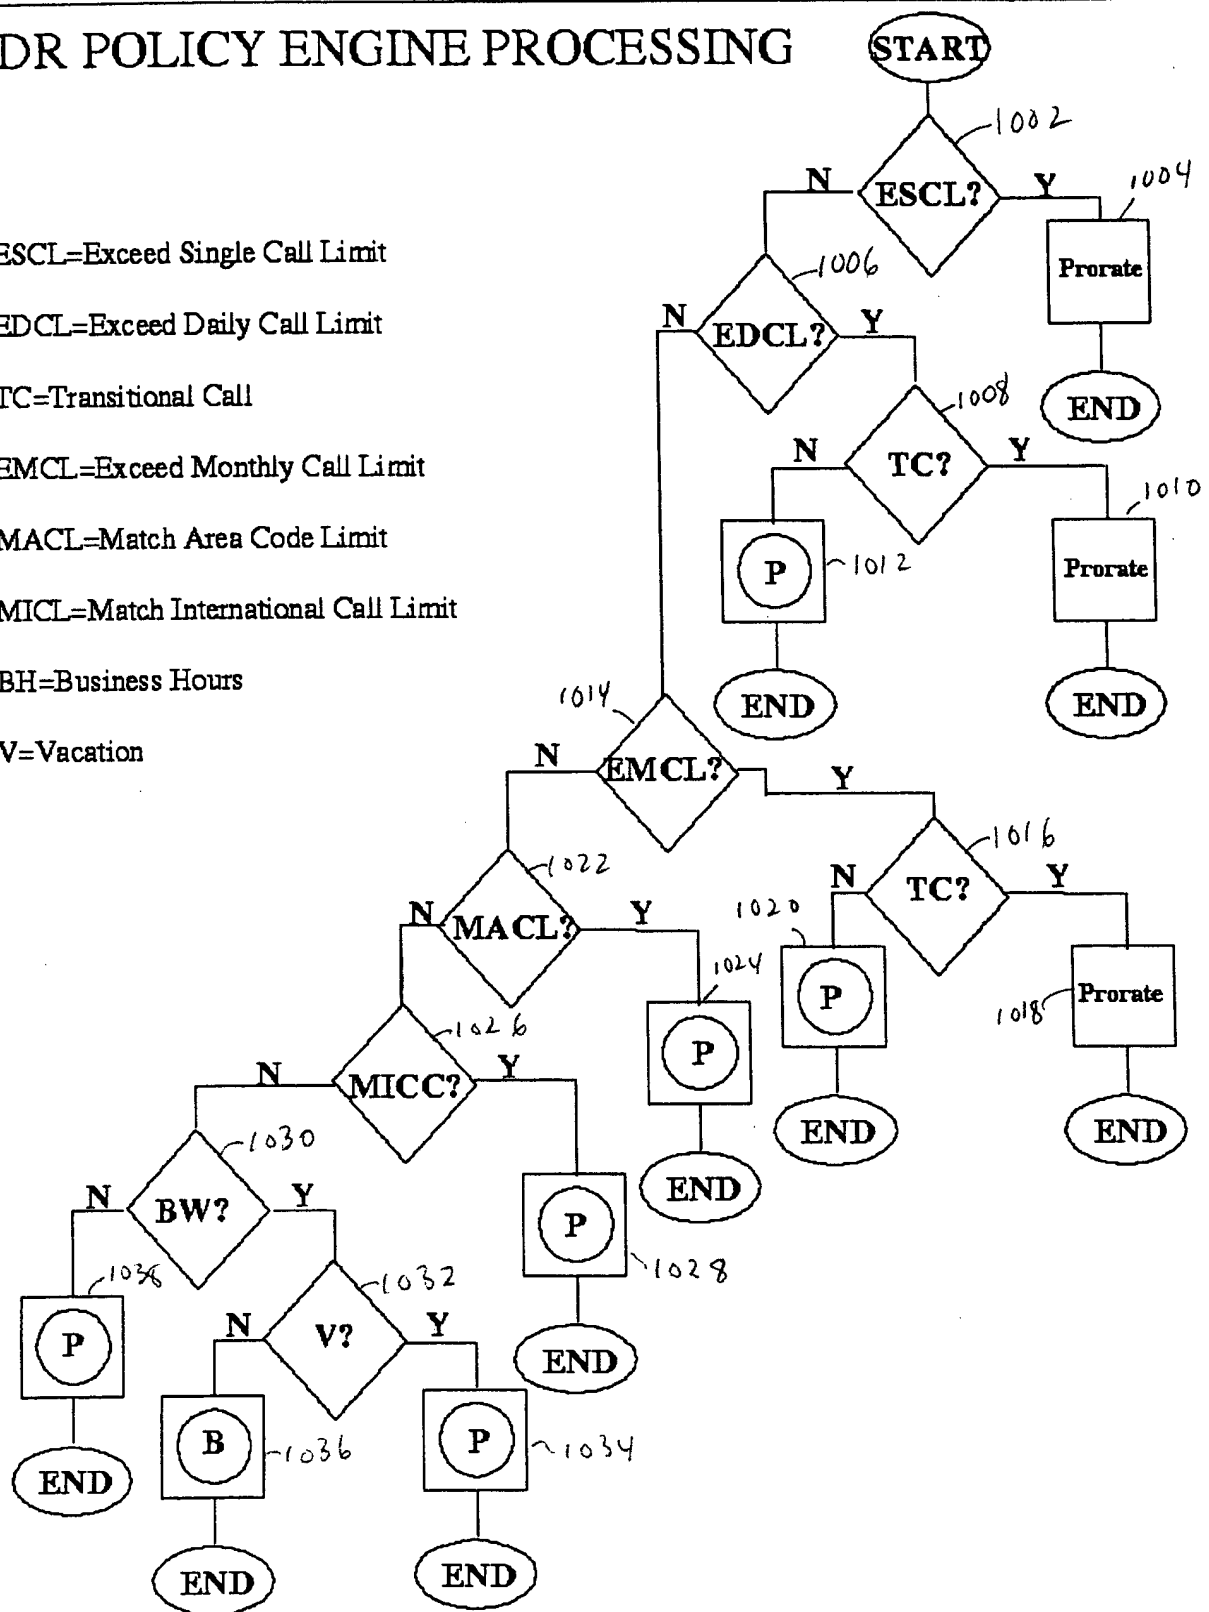 DR POLICY ENGINE PROCESSING
START
1002
N
ESCL?
Y
1004
ESCL=Exceed Single Call Limit
Prorate
1006
EDCL=Exceed Daily Call Limit
N
EDCL?
Y
TC=Transitional Call
1008
END
EMCL=Exceed Monthly Call Limit
N
TC?
Y
1010
MACL=Match Area Code Limit
P
1012
Prorate
MICL=Match International Call Limit
BH=Business Hours
1014
END
END
V=Vacation
N
EMCL?
Y
1016
1022
N
TC?
Y
1020
N
MACL?
Y
1024
P
1018
Prorate
1026
P
N
MICC?
Y
1030
END
END
N
BW?
Y
END
P
1028
1038
1032
P
N
V?
Y
END
B
1036
P
1034
END
END
END